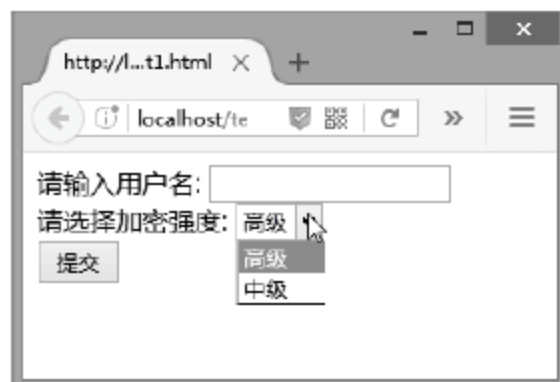 http://l...t1.html
localhost/te
请输入用户名:
请选择加密强度: 高级
提交
高级
中级